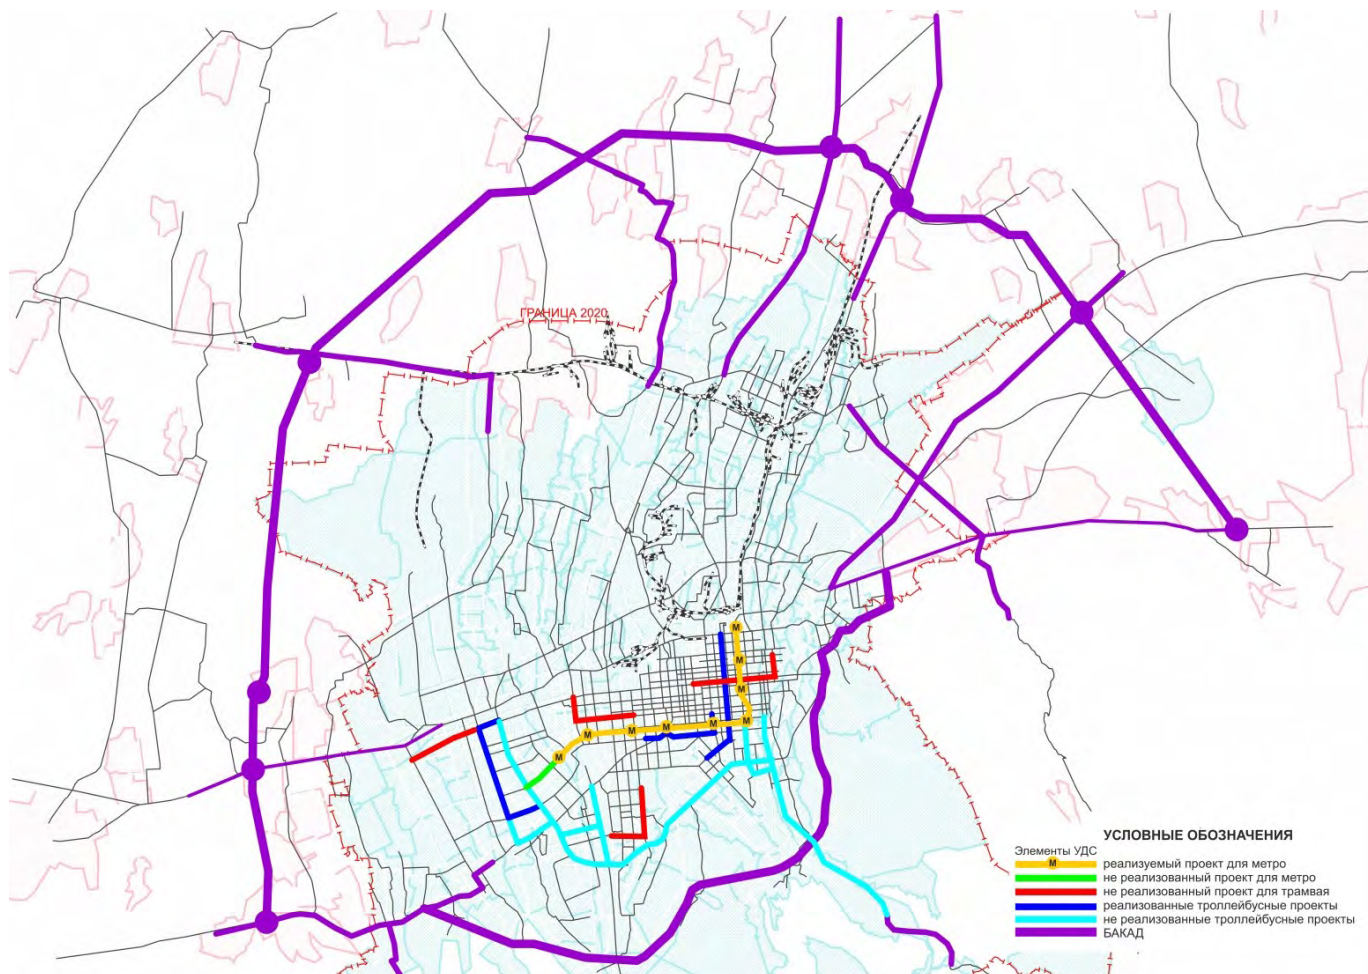 ГРАНИЦА 2020
М
М
М
М
М
М
М
М
М
УСЛОВНЫЕ ОБОЗНАЧЕНИЯ
Элементы УДС
М реализуемый проект для метро
не реализованный проект для метро
не реализованный проект для трамвая
реализованные троллейбусные проекты
не реализованные троллейбусные проекты
БАКАД